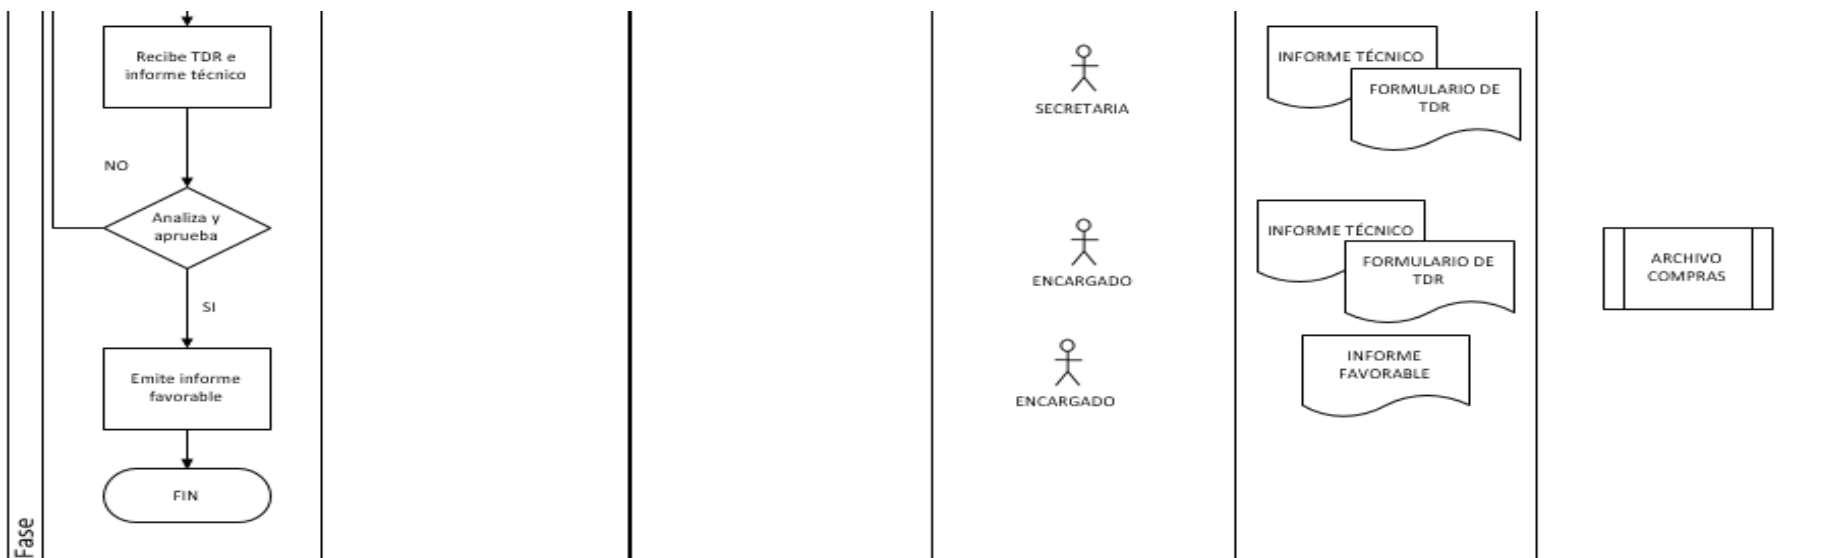 Recibe TDR e
informe técnico
SECRETARIA
INFORME TÉCNICO
FORMULARIO DE
TDR
NO
Analiza y
aprueba
ENCARGADO
INFORME TÉCNICO
FORMULARIO DE
TDR
ARCHIVO
COMPRAS
SI
Emite informe
favorable
ENCARGADO
INFORME
FAVORABLE
FIN
Fase